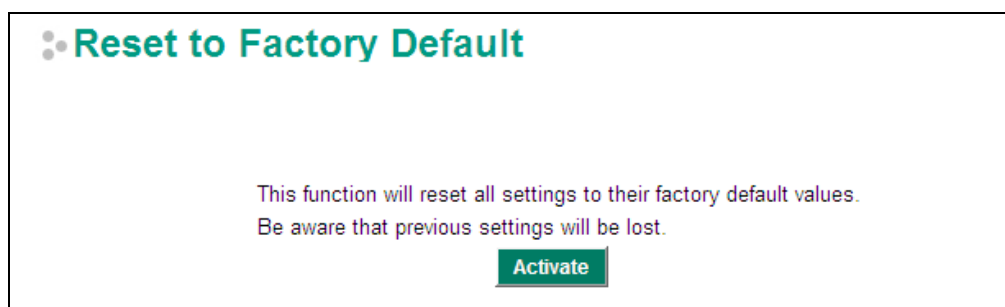 Reset to Factory Default
This function will reset all settings to their factory default values.
Be aware that previous settings will be lost.
Activate